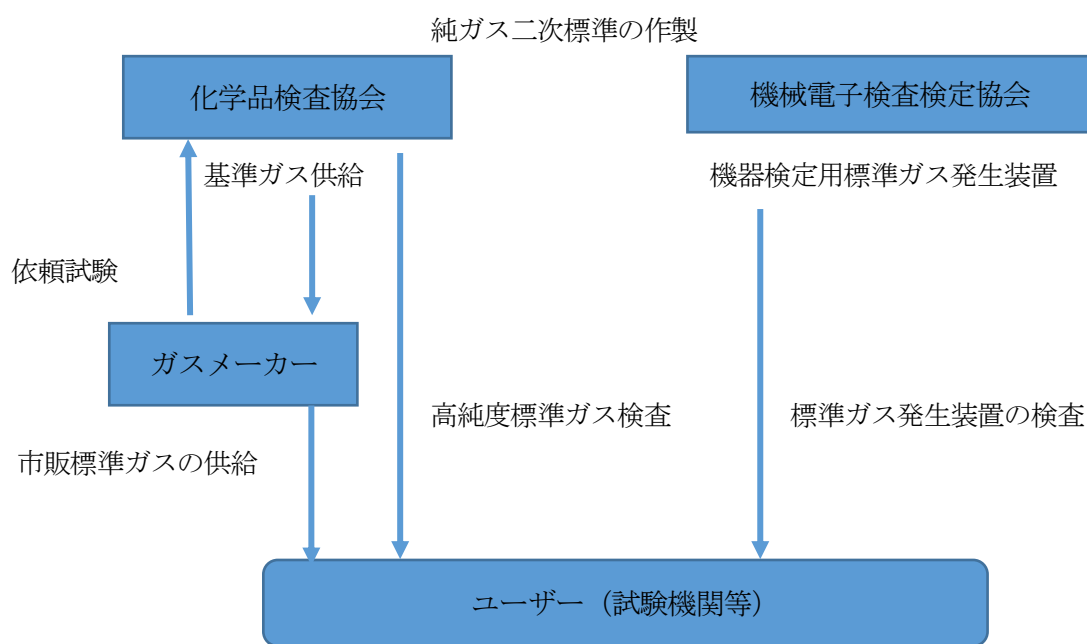 純ガス二次標準の作製
化学品検査協会
機械電子検査検定協会
基準ガス供給
機器検定用標準ガス発生装置
依頼試験
ガスメーカー
高純度標準ガス検査
標準ガス発生装置の検査
市販標準ガスの供給
ユーザー（試験機関等）